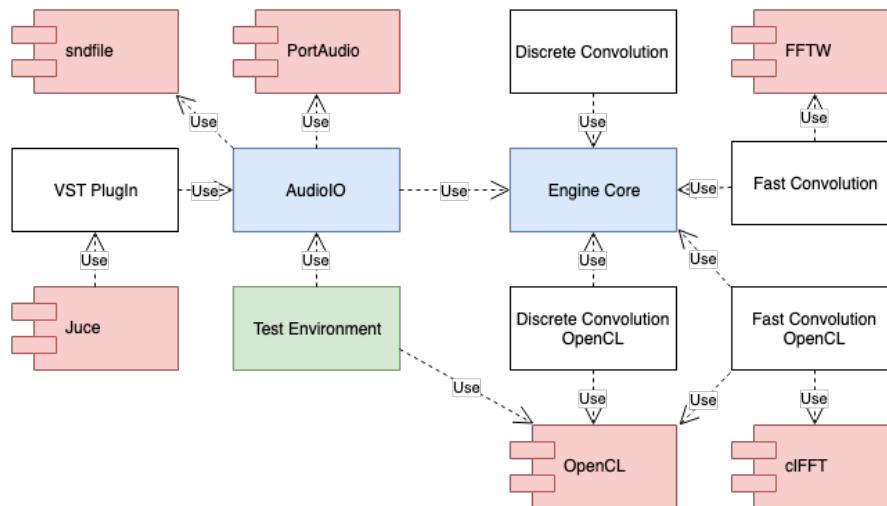 sndfile
PortAudio
Discrete Convolution
FFTW
Use
Use
Use
Use
VST PlugIn
Use
AudioIO
Use
Engine Core
Use
Fast Convolution
Use
Use
Use
Use
Juce
Test Environment
Discrete Convolution
OpenCL
Fast Convolution
OpenCL
Use
Use
Use
Use
OpenCL
clFFT